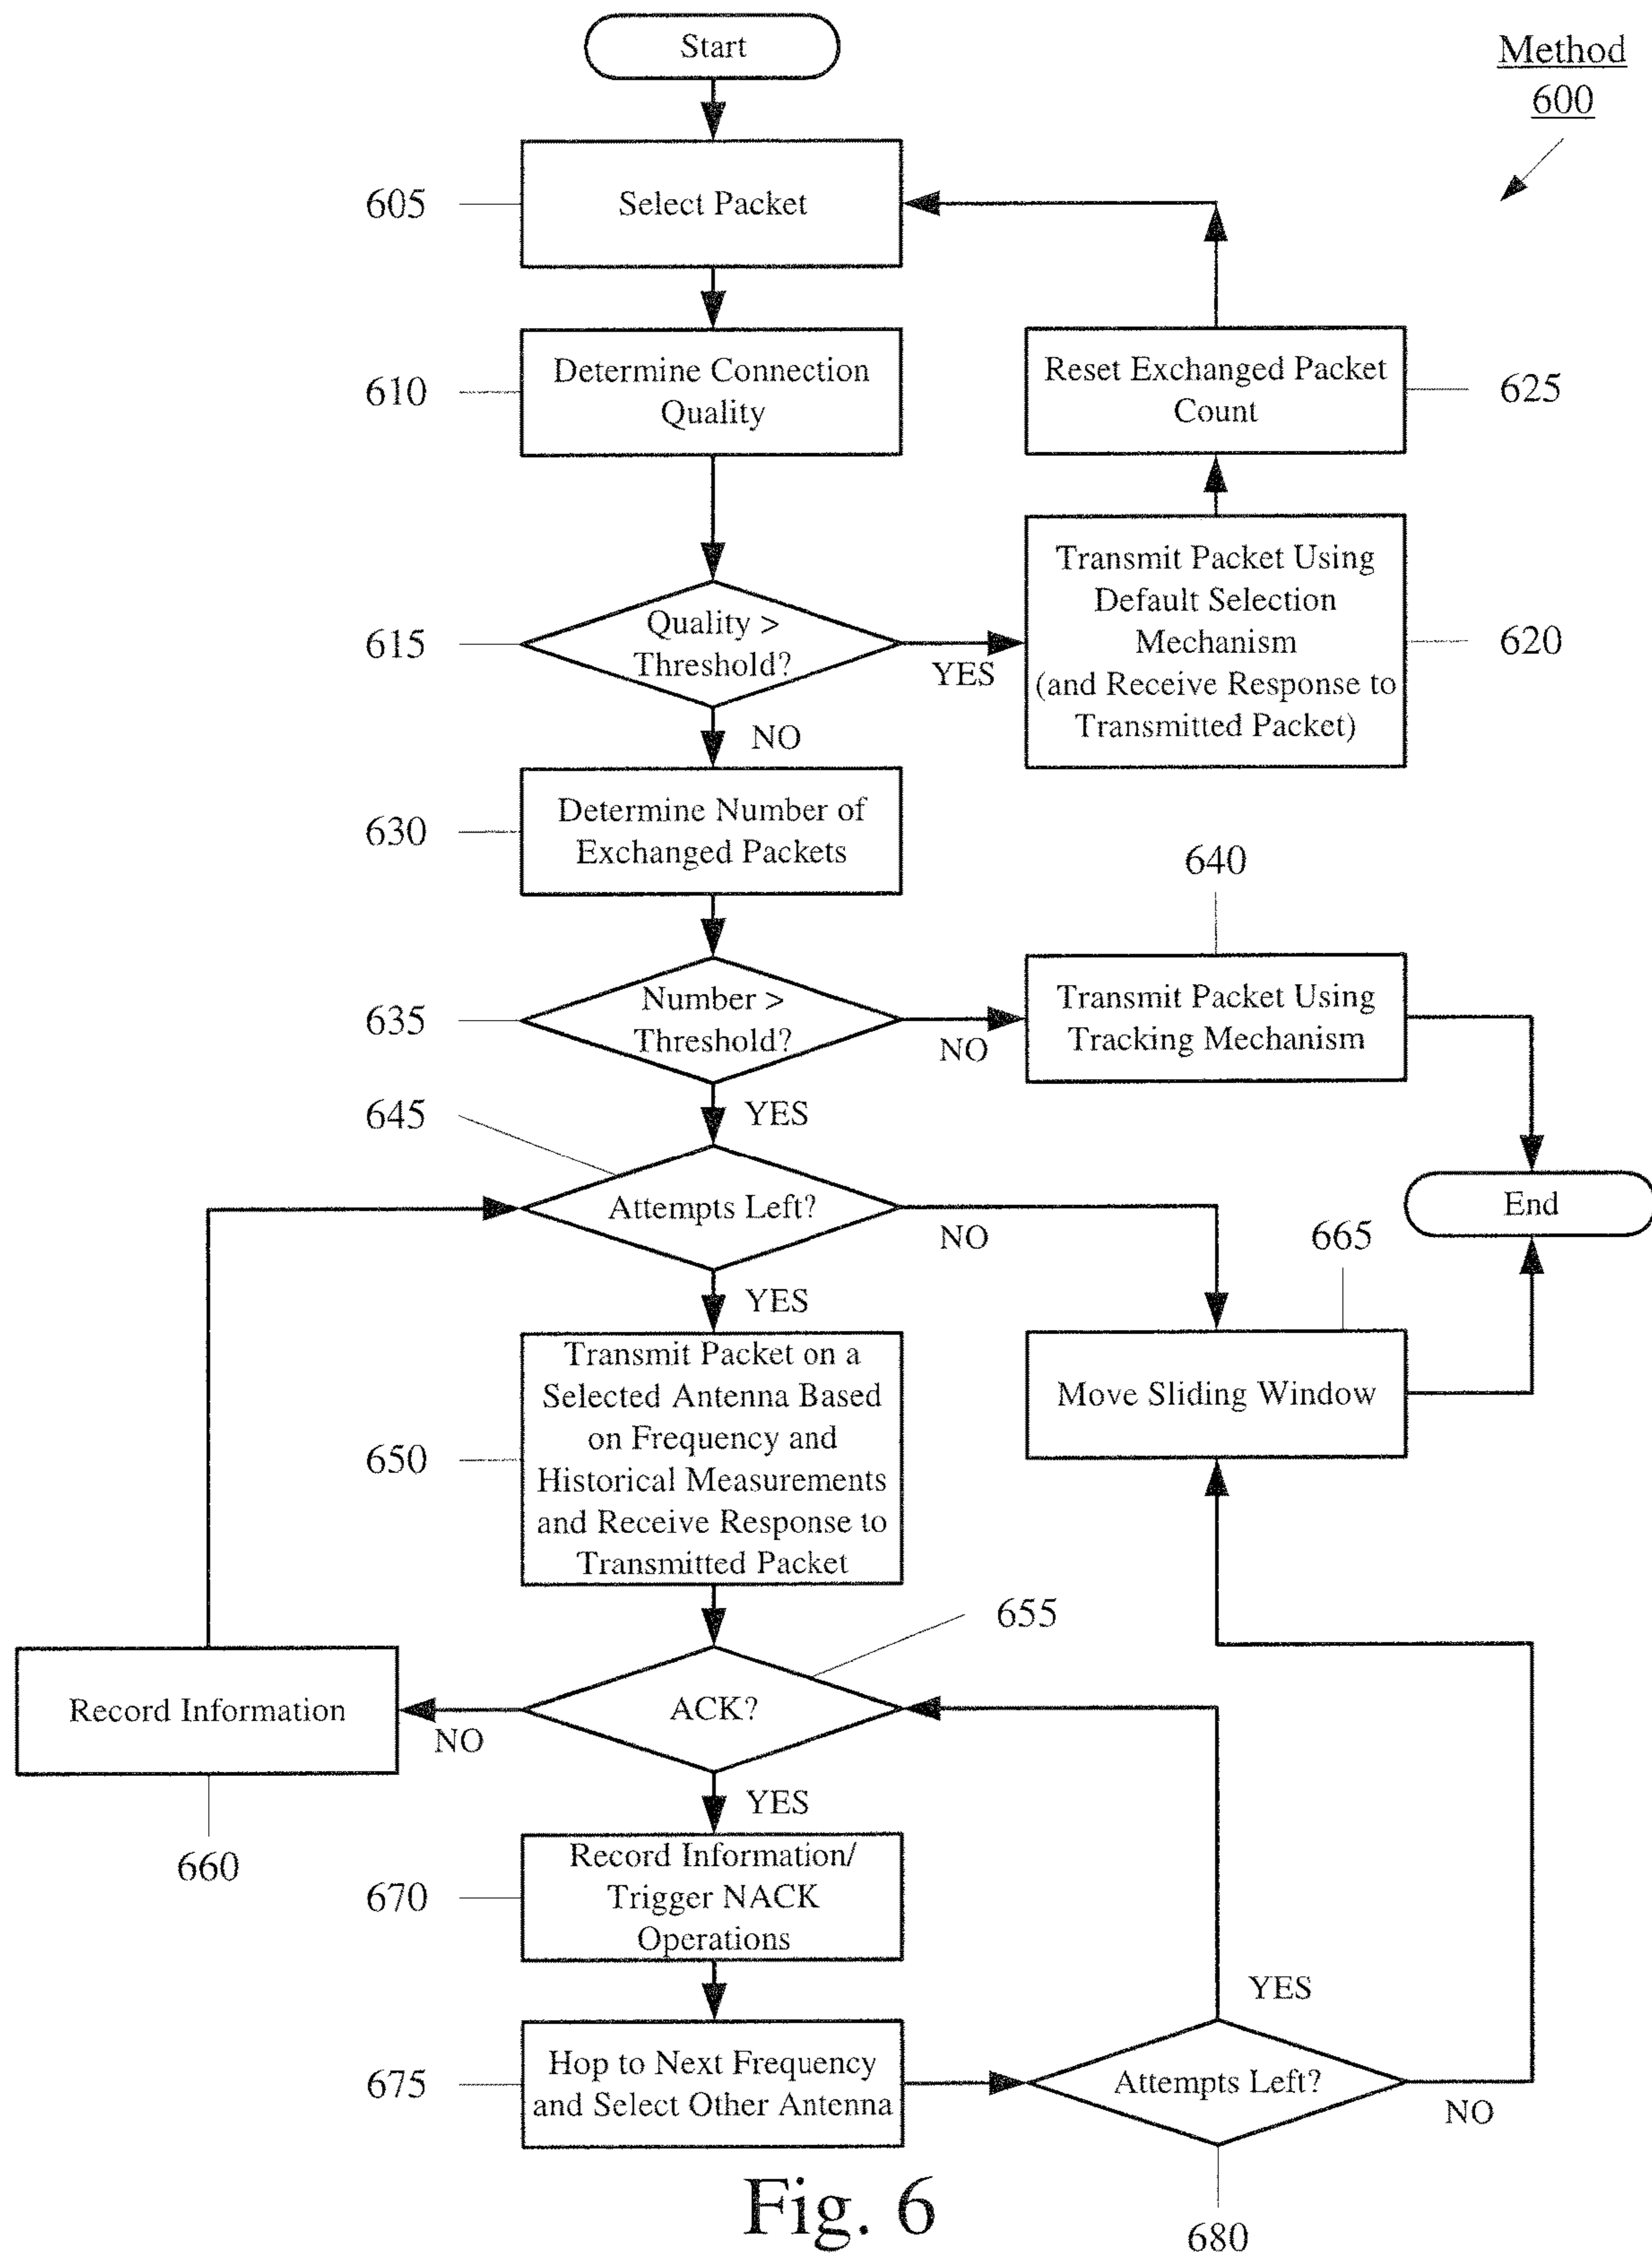 Start
Method
600
605
Select Packet
610
Determine Connection
Quality
Reset Exchanged Packet
Count
625
615
Quality >
Threshold?
YES
Transmit Packet Using
Default Selection
Mechanism
(and Receive Response to
Transmitted Packet)
620
NO
630
Determine Number of
Exchanged Packets
640
635
Number >
Threshold?
NO
Transmit Packet Using
Tracking Mechanism
YES
645
Attempts Left?
NO
End
665
YES
650
Transmit Packet on a
Selected Antenna Based
on Frequency and
Historical Measurements
and Receive Response to
Transmitted Packet
Move Sliding Window
655
Record Information
NO
ACK?
660
YES
670
Record Information/
Trigger NACK
Operations
YES
675
Hop to Next Frequency
and Select Other Antenna
Attempts Left?
NO
680
Fig. 6